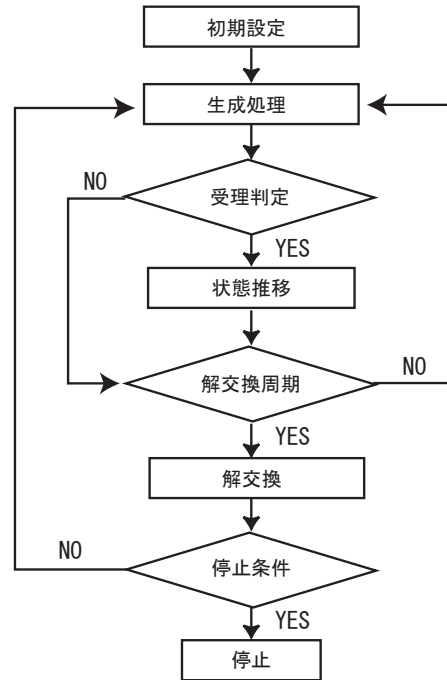 初期設定
生成処理
NO
受理判定
YES
状態推移
解交換周期
NO
YES
解交換
NO
停止条件
YES
停止